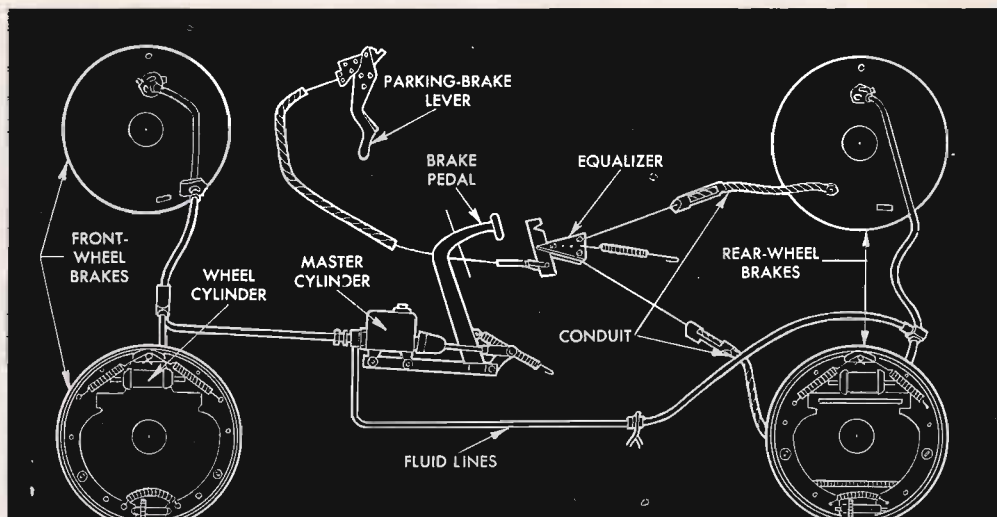 PARKING-BRAKE
LEVER
BRAKE
PEDAL
EQUALIZER
FRONT-
WHEEL
BRAKES
WHEEL
CYLINDER
MASTER
CYLINDER
REAR-WHEEL
BRAKES
CONDUIT
FLUID LINES